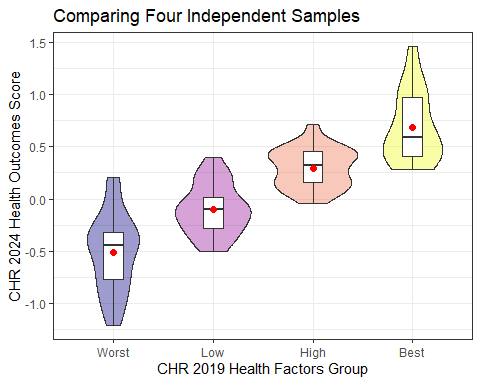 Comparing Four Independent Samples
CHR 2024 Health Outcomes Score
1.5
1.0
0.5
0.0
-0.5
-1.0
Worst Low High Best
CHR 2019 Health Factors Group